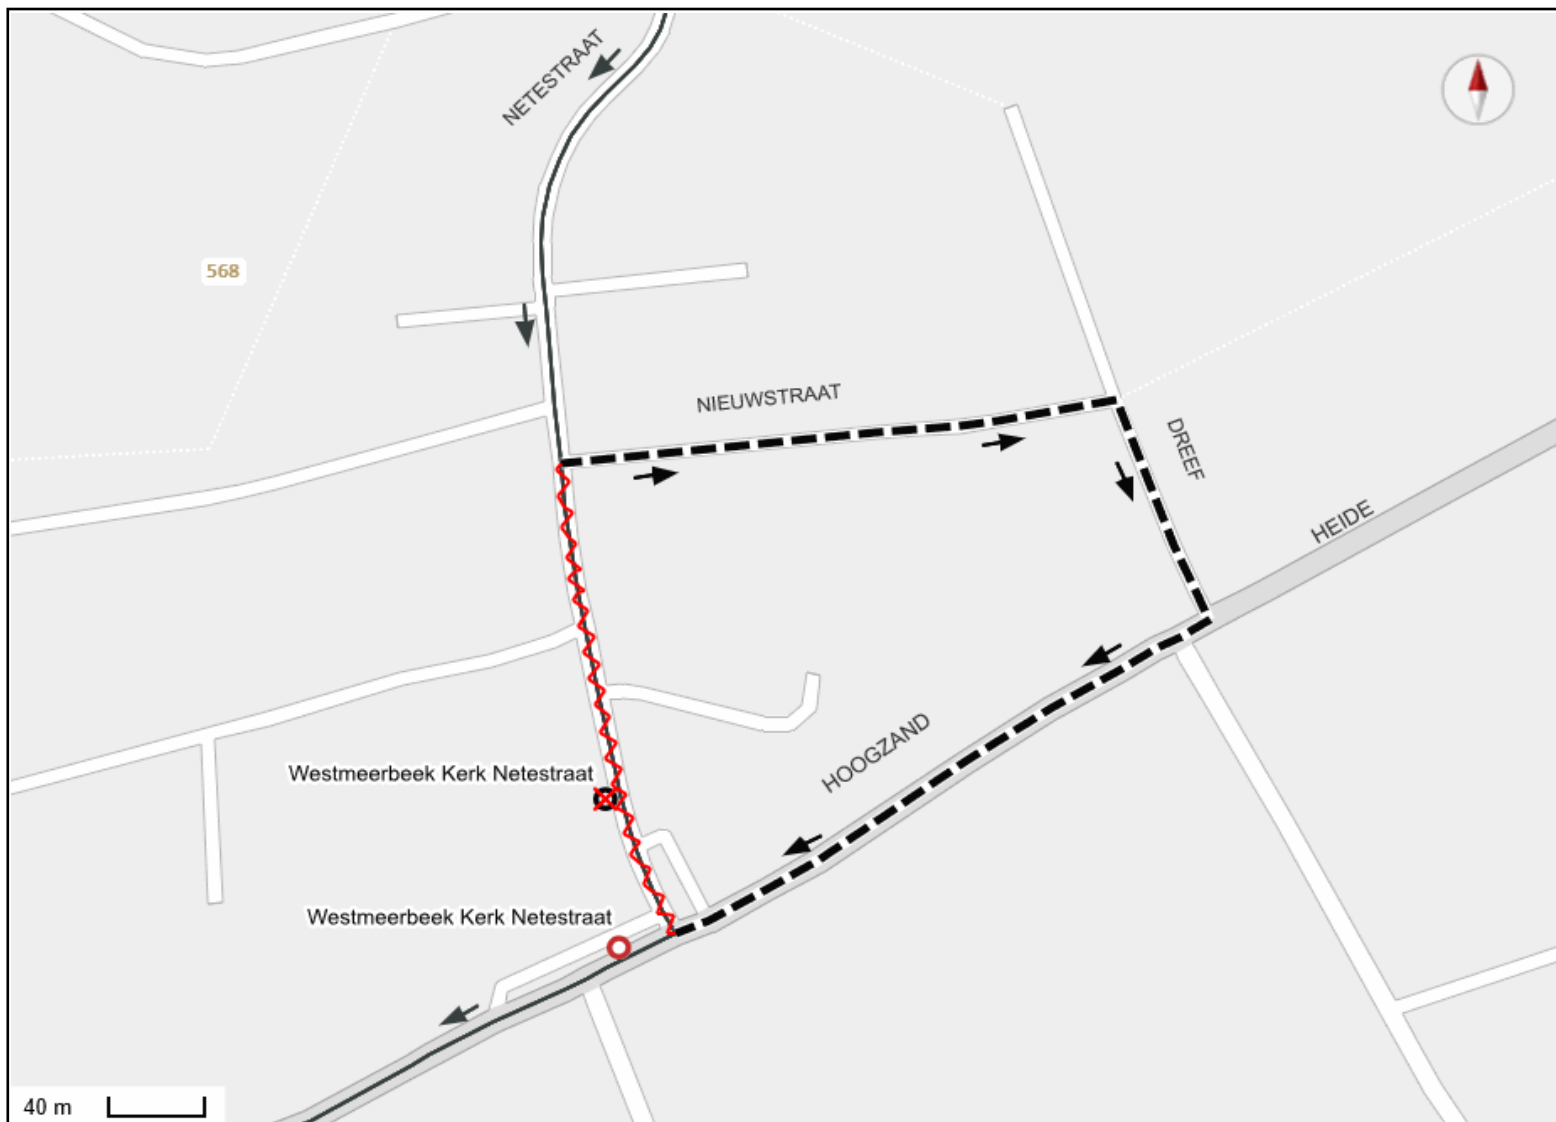 NETESTRAAT
568
NIEUWSTRAAT
DREEF
HEIDE
HOOGZAND
Westmeerbeek Kerk Netestraat
Westmeerbeek Kerk Netestraat
40 m